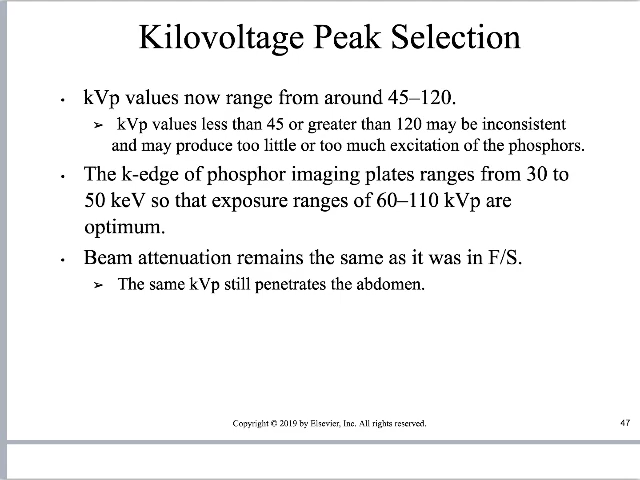 Kilovoltage Peak Selection
• kVp values now range from around 45–120.
➢ kVp values less than 45 or greater than 120 may be inconsistent
and may produce too little or too much excitation of the phosphors.
• The k-edge of phosphor imaging plates ranges from 30 to
50 keV so that exposure ranges of 60–110 kVp are
optimum.
• Beam attenuation remains the same as it was in F/S.
➢ The same kVp still penetrates the abdomen.
Copyright © 2019 by Elsevier, Inc. All rights reserved.
47